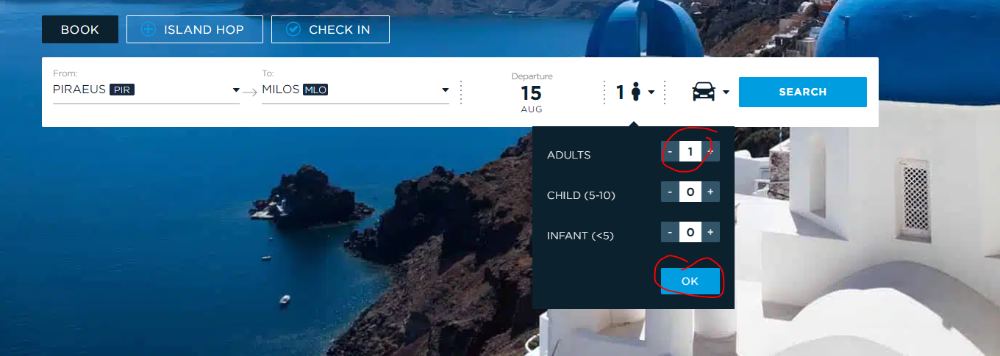 BOOK
ISLAND HOP
CHECK IN
From:
PIRAEUS PIR
To:
MILOS MLO
Departure
15
AUG
1
SEARCH
ADULTS - 1 +
CHILD (5-10) - 0 +
INFANT (<5) - 0 +
OK